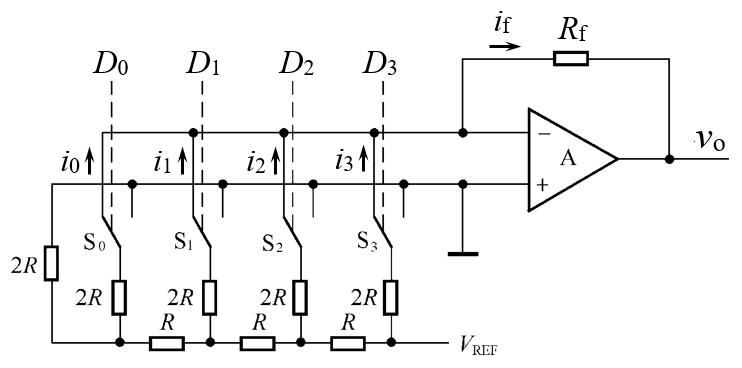 i_f R_f
D_0 D_1 D_2 D_3
− A v_o
i_0 i_1 i_2 i_3
+
S_0 S_1 S_2 S_3
2R 2R 2R 2R 2R
R R R V_REF